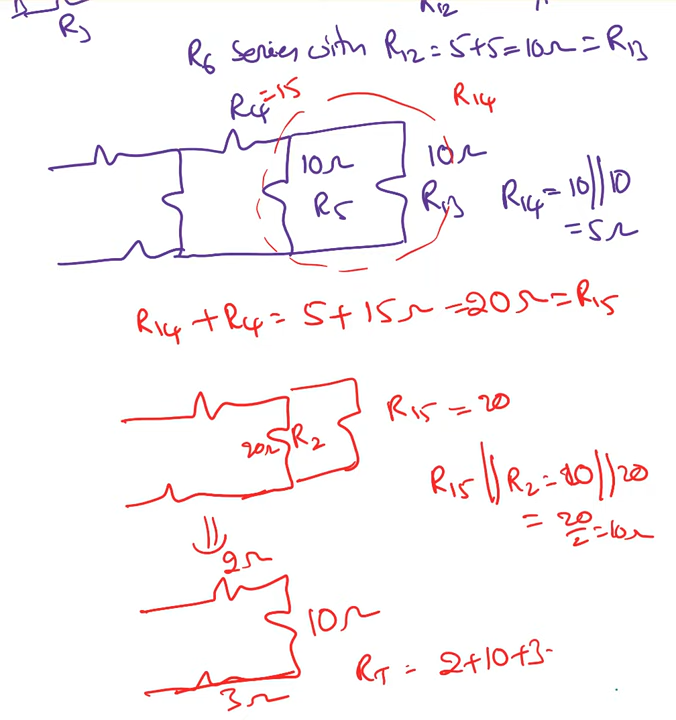 R3 R12
R6 series with R12 = 5+5 = 10Ω = R13
R4 = 15
R14
10Ω 10Ω
R5 R13
R14 = 10 || 10
= 5Ω
R14 + R4 = 5 + 15Ω = 20Ω = R15
R15 = 20
20Ω R2
R15 || R2 = 20 || 20
= 20/2 = 10Ω
2Ω
10Ω
3Ω
RT = 2+10+3